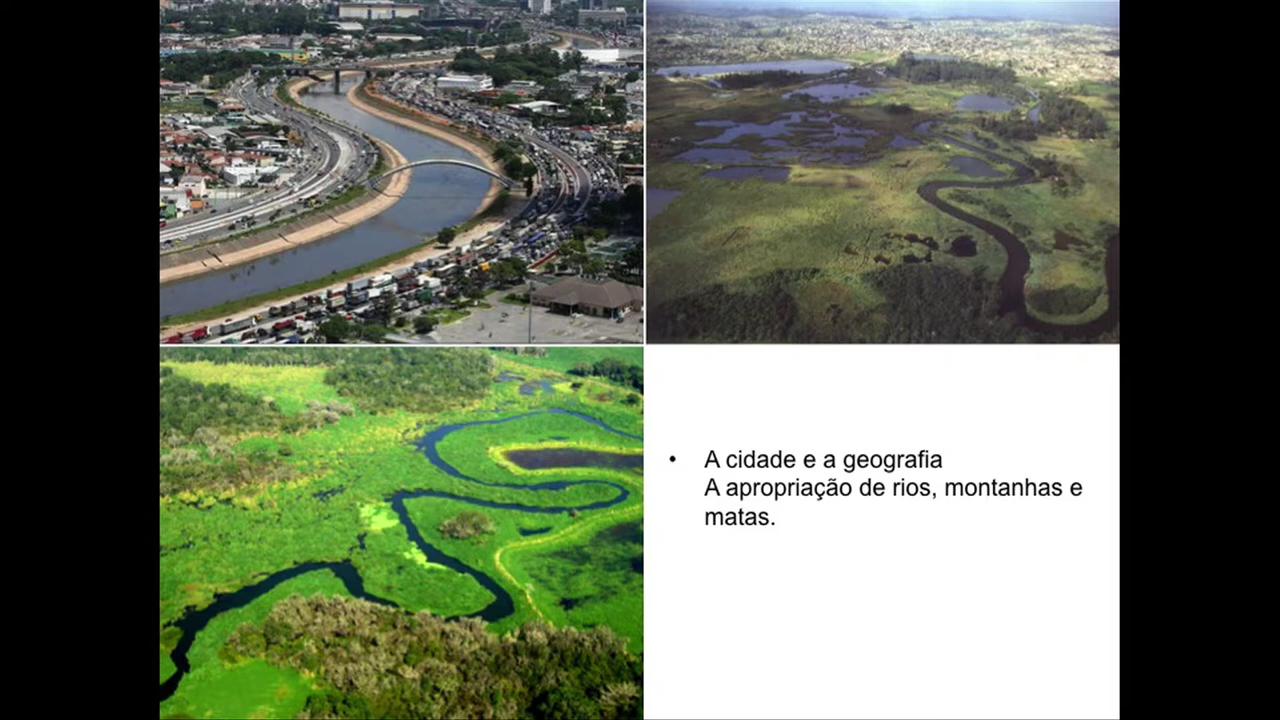 • A cidade e a geografia
A apropriação de rios, montanhas e
matas.